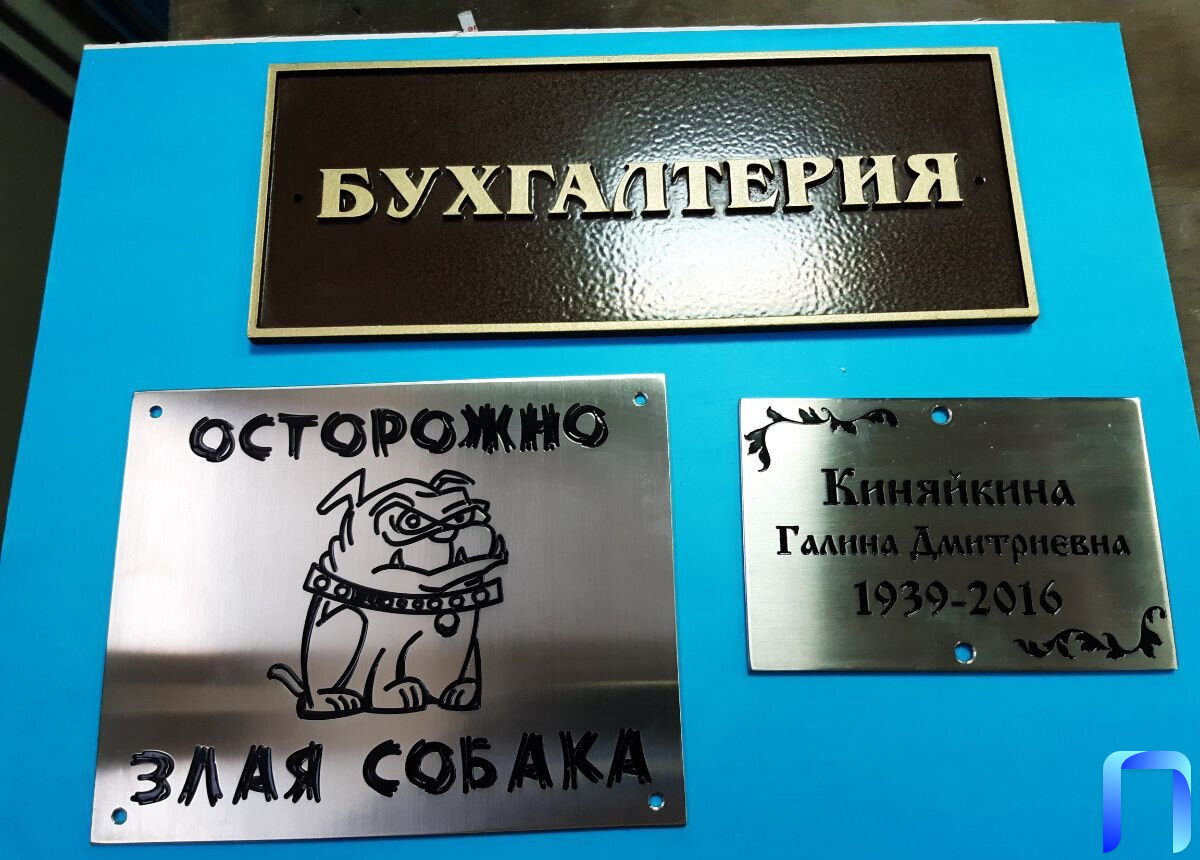 БУХГАЛТЕРИЯ
ОСТОРОЖНО
ЗЛАЯ СОБАКА
Киняйкина
Галина Дмитриевна
1939-2016